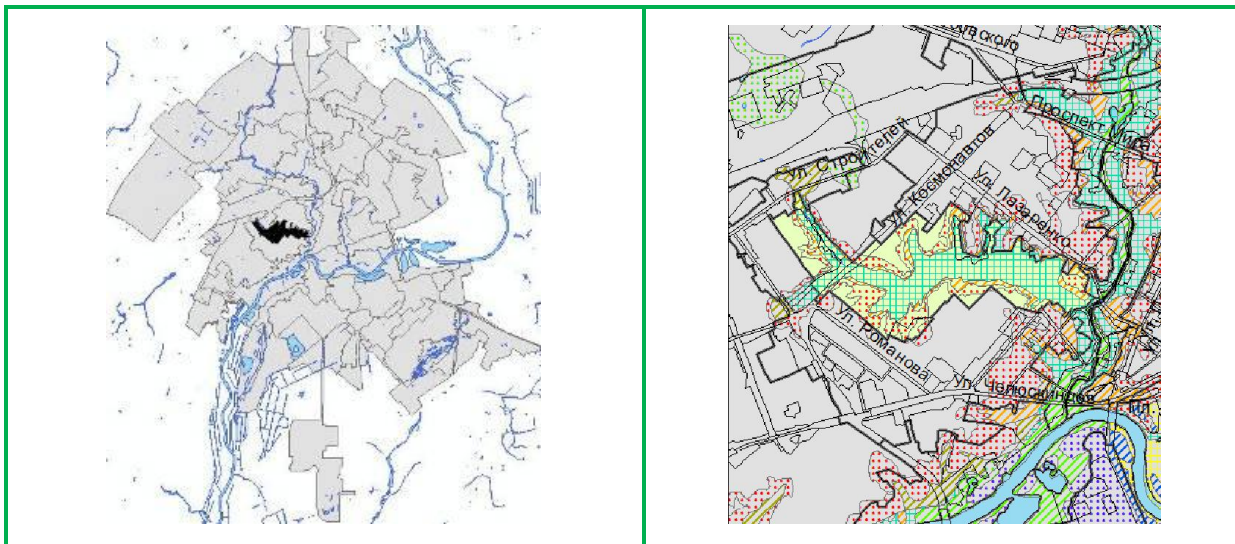 Проспект Мира
ул. Строителей
ул. Космонавтов
ул. Лазаренко
ул. Романова
ул. Челюскинцев